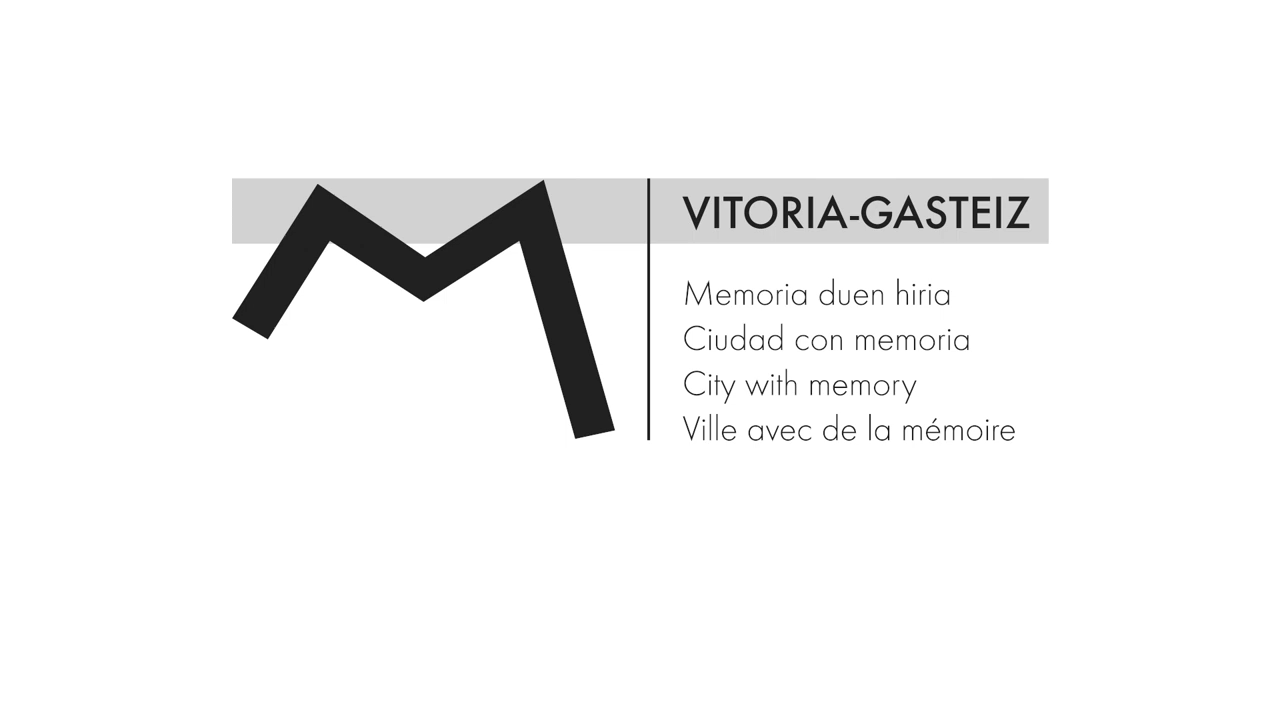 VITORIA-GASTEIZ
Memoria duen hiria
Ciudad con memoria
City with memory
Ville avec de la mémoire